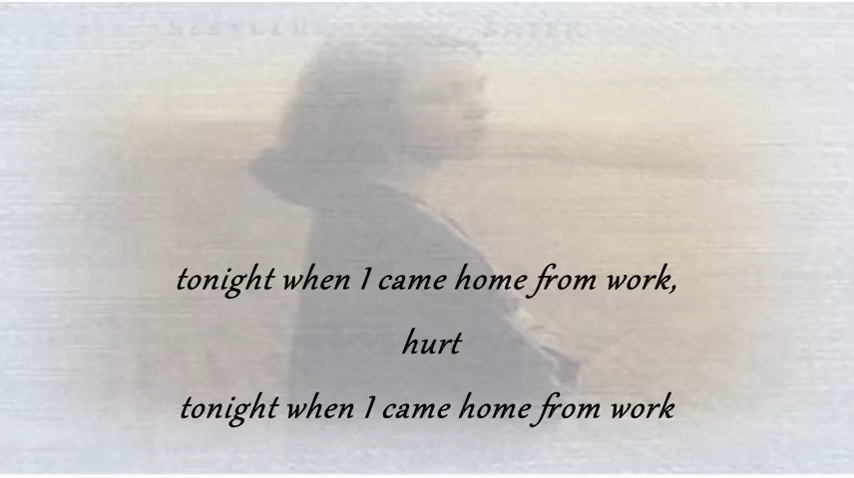 tonight when I came home from work,
hurt
tonight when I came home from work